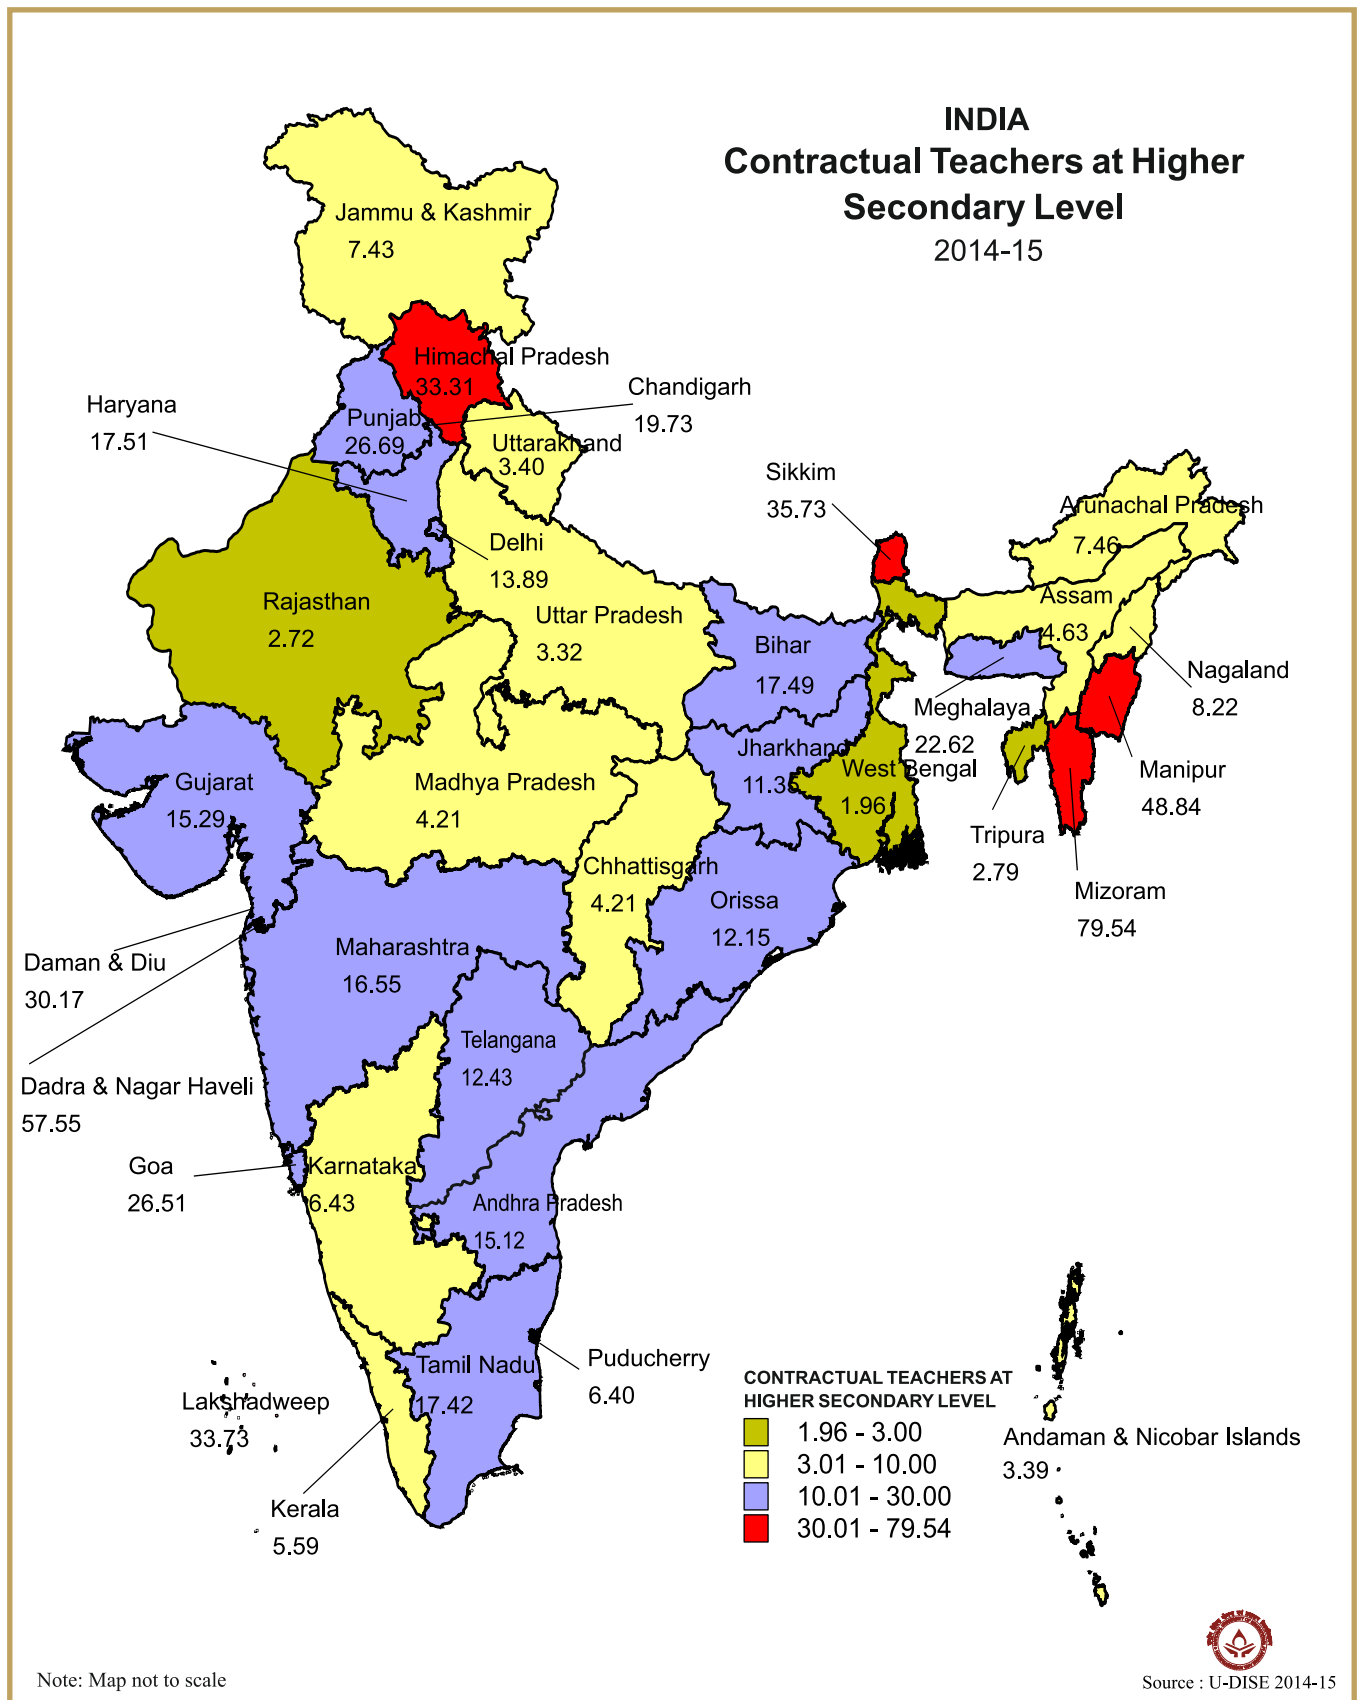 INDIA
Contractual Teachers at Higher
Secondary Level
2014-15
Jammu & Kashmir
7.43
Himachal Pradesh
33.31
Chandigarh
19.73
Haryana
17.51
Punjab
26.69
Uttarakhand
3.40
Sikkim
35.73
Arunachal Pradesh
7.46
Delhi
13.89
Rajasthan
2.72
Uttar Pradesh
3.32
Assam
4.63
Bihar
17.49
Nagaland
8.22
Meghalaya
22.62
Jharkhand
11.35
West Bengal
1.96
Manipur
48.84
Gujarat
15.29
Madhya Pradesh
4.21
Tripura
2.79
Chhattisgarh
4.21
Orissa
12.15
Mizoram
79.54
Maharashtra
16.55
Daman & Diu
30.17
Telangana
12.43
Dadra & Nagar Haveli
57.55
Goa
26.51
Karnataka
6.43
Andhra Pradesh
15.12
Puducherry
6.40
Tamil Nadu
17.42
Lakshadweep
33.73
Kerala
5.59
CONTRACTUAL TEACHERS AT
HIGHER SECONDARY LEVEL
1.96 - 3.00
3.01 - 10.00
10.01 - 30.00
30.01 - 79.54
Andaman & Nicobar Islands
3.39
Note: Map not to scale
Source : U-DISE 2014-15